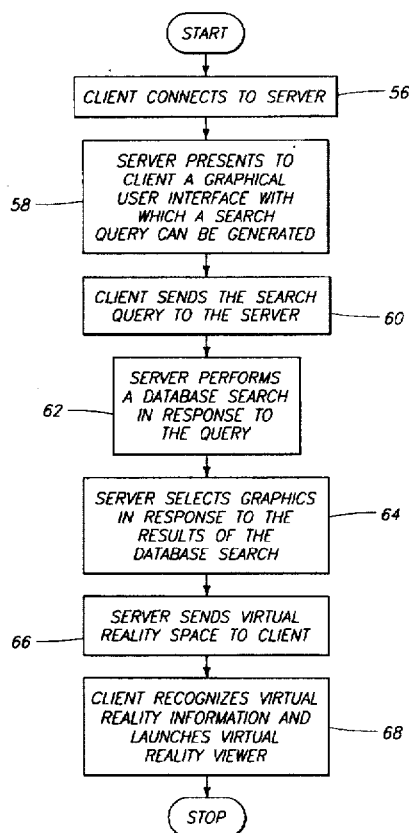 START
CLIENT CONNECTS TO SERVER
56
SERVER PRESENTS TO
CLIENT A GRAPHICAL
USER INTERFACE WITH
WHICH A SEARCH
QUERY CAN BE GENERATED
58
CLIENT SENDS THE SEARCH
QUERY TO THE SERVER
60
SERVER PERFORMS
A DATABASE SEARCH
IN RESPONSE TO
THE QUERY
62
SERVER SELECTS GRAPHICS
IN RESPONSE TO THE
RESULTS OF THE
DATABASE SEARCH
64
SERVER SENDS VIRTUAL
REALITY SPACE TO CLIENT
66
CLIENT RECOGNIZES VIRTUAL
REALITY INFORMATION AND
LAUNCHES VIRTUAL
REALITY VIEWER
68
STOP